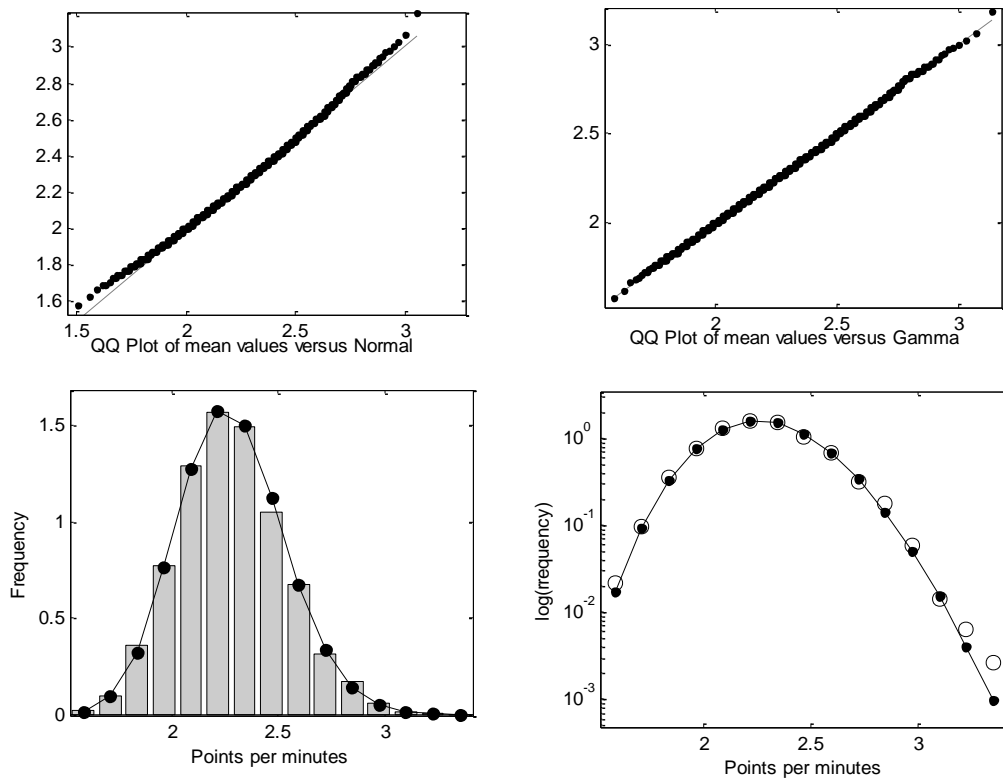 3
2.8
2.6
2.4
2.2
2
1.8
1.6
1.5 2 2.5 3
QQ Plot of mean values versus Normal
3
2.5
2
2 2.5 3
QQ Plot of mean values versus Gamma
Frequency
1.5
1
0.5
0
2 2.5 3
Points per minutes
log(rrequency)
10^0
10^-1
10^-2
10^-3
2 2.5 3
Points per minutes